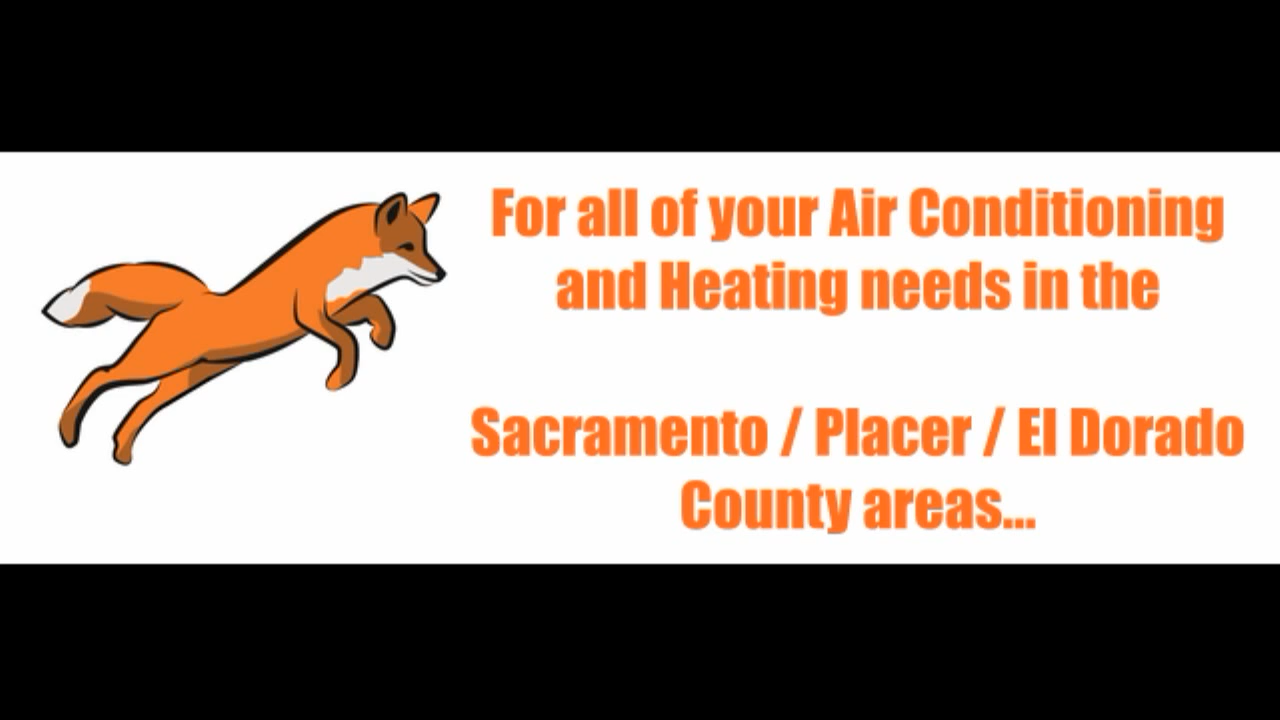 For all of your Air Conditioning
and Heating needs in the
Sacramento / Placer / El Dorado
County areas...